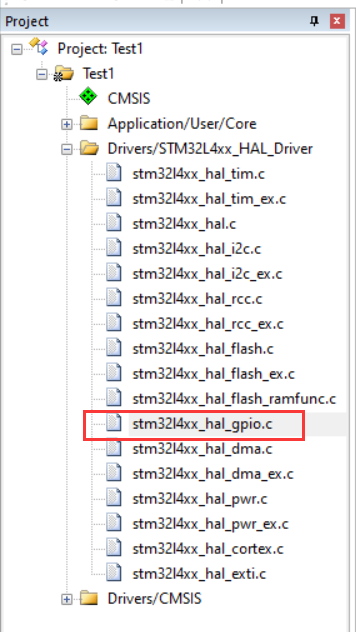 Project
Project: Test1
Test1
CMSIS
Application/User/Core
Drivers/STM32L4xx_HAL_Driver
stm32l4xx_hal_tim.c
stm32l4xx_hal_tim_ex.c
stm32l4xx_hal.c
stm32l4xx_hal_i2c.c
stm32l4xx_hal_i2c_ex.c
stm32l4xx_hal_rcc.c
stm32l4xx_hal_rcc_ex.c
stm32l4xx_hal_flash.c
stm32l4xx_hal_flash_ex.c
stm32l4xx_hal_flash_ramfunc.c
stm32l4xx_hal_gpio.c
stm32l4xx_hal_dma.c
stm32l4xx_hal_dma_ex.c
stm32l4xx_hal_pwr.c
stm32l4xx_hal_pwr_ex.c
stm32l4xx_hal_cortex.c
stm32l4xx_hal_exti.c
Drivers/CMSIS